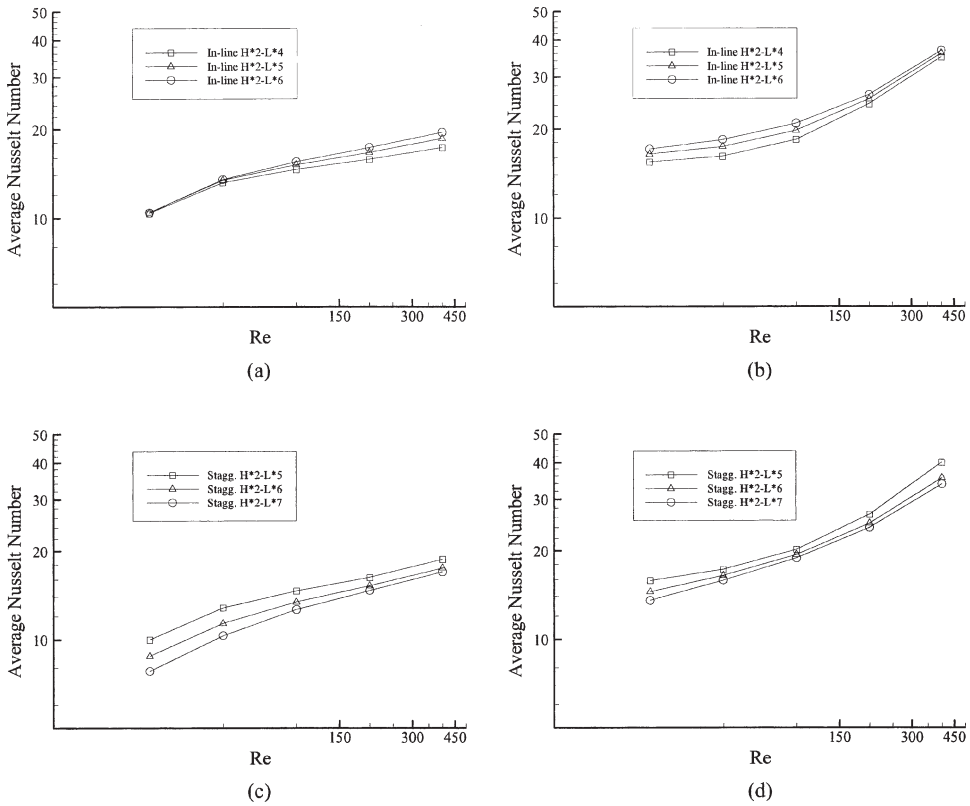 50
40
30
20
10
Average Nusselt Number
In-line H*2-L*4
In-line H*2-L*5
In-line H*2-L*6
150 300 450
Re
(a)
50
40
30
20
10
Average Nusselt Number
In-line H*2-L*4
In-line H*2-L*5
In-line H*2-L*6
150 300 450
Re
(b)
50
40
30
20
10
Average Nusselt Number
Stagg. H*2-L*5
Stagg. H*2-L*6
Stagg. H*2-L*7
150 300 450
Re
(c)
50
40
30
20
10
Average Nusselt Number
Stagg. H*2-L*5
Stagg. H*2-L*6
Stagg. H*2-L*7
150 300 450
Re
(d)